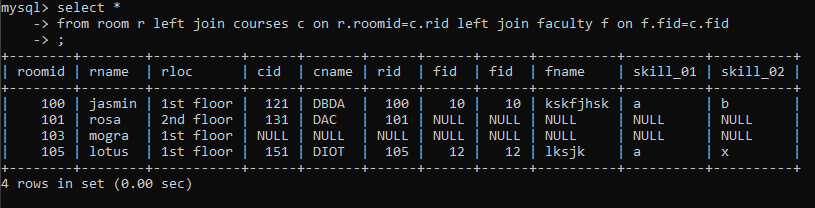 mysql> select *
    -> from room r left join courses c on r.roomid=c.rid left join faculty f on f.fid=c.fid
    -> ;
+--------+--------+-----------+------+-------+------+------+------+----------+----------+----------+
| roomid | rname  | rloc      | cid  | cname | rid  | fid  | fid  | fname    | skill_01 | skill_02 |
+--------+--------+-----------+------+-------+------+------+------+----------+----------+----------+
|    100 | jasmin | 1st floor |  121 | DBDA  |  100 |   10 |   10 | kskfjhsk | a        | b        |
|    101 | rosa   | 2nd floor |  131 | DAC   |  101 | NULL | NULL | NULL     | NULL     | NULL     |
|    103 | mogra  | 1st floor | NULL | NULL  | NULL | NULL | NULL | NULL     | NULL     | NULL     |
|    105 | lotus  | 1st floor |  151 | DIOT  |  105 |   12 |   12 | lksjk    | a        | x        |
+--------+--------+-----------+------+-------+------+------+------+----------+----------+----------+
4 rows in set (0.00 sec)